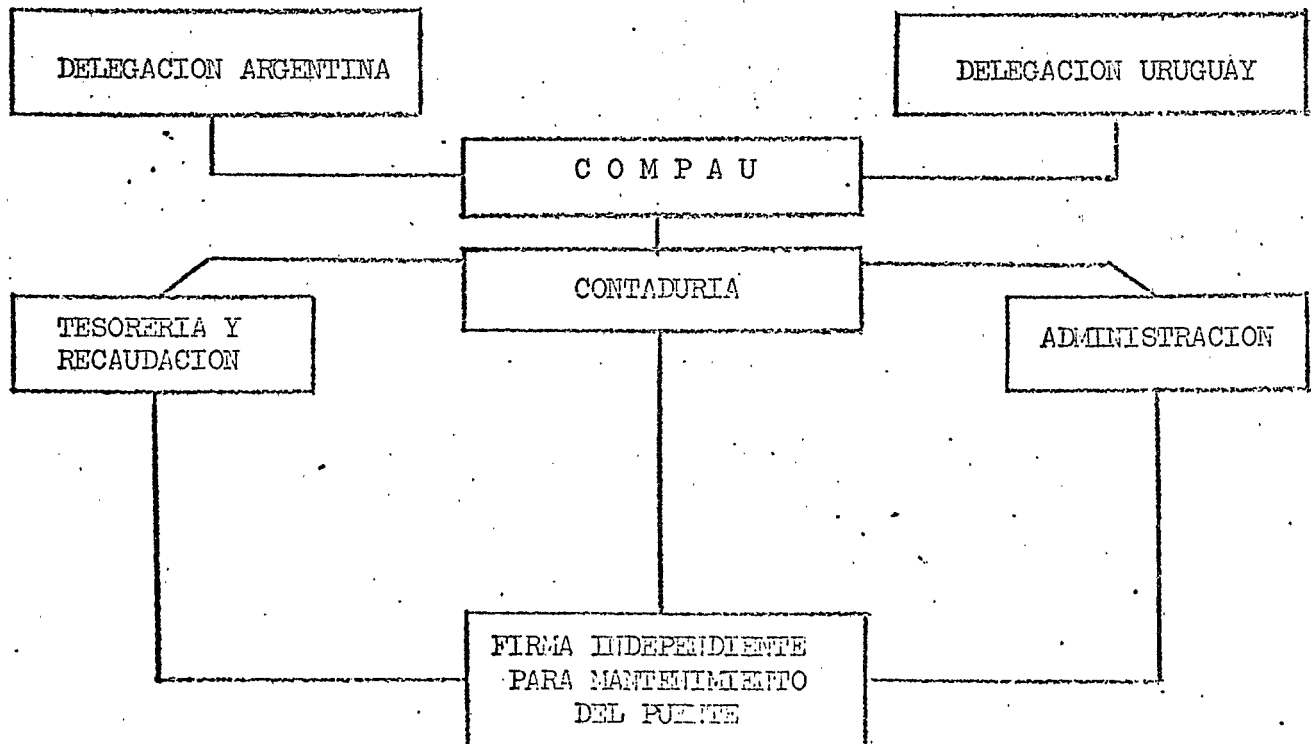 DELEGACION ARGENTINA
DELEGACION URUGUAY
C O M P A U
CONTADURIA
TESORERIA Y
RECAUDACION
ADMINISTRACION
FIRMA INDEPENDIENTE
PARA MANTENIMIENTO
DEL PUENTE